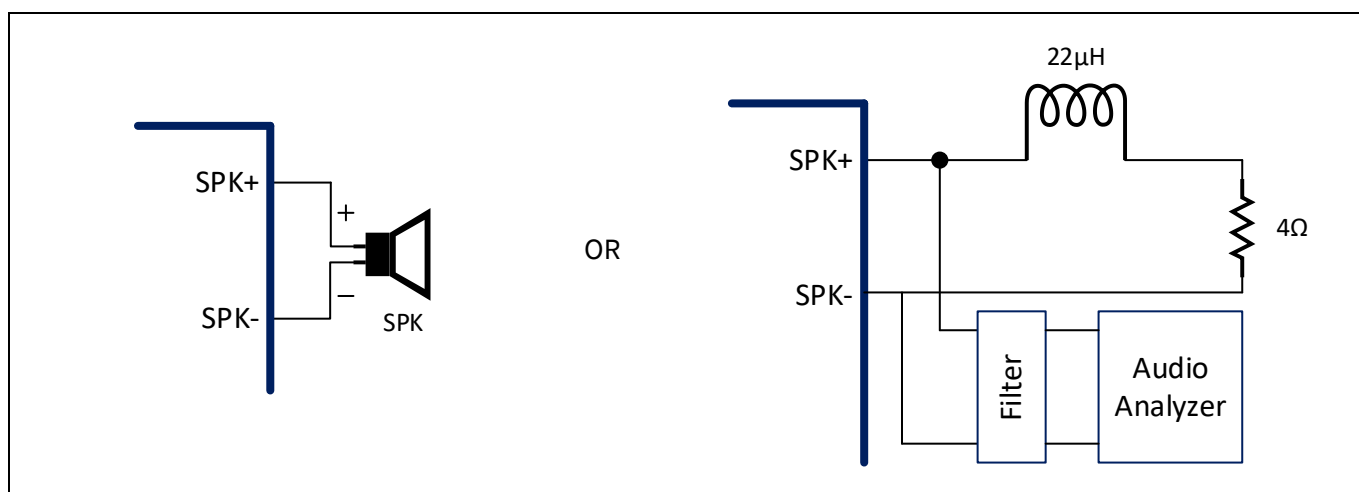 SPK+
+
−
SPK-
SPK
OR
22µH
SPK+
4Ω
SPK-
Filter
Audio
Analyzer